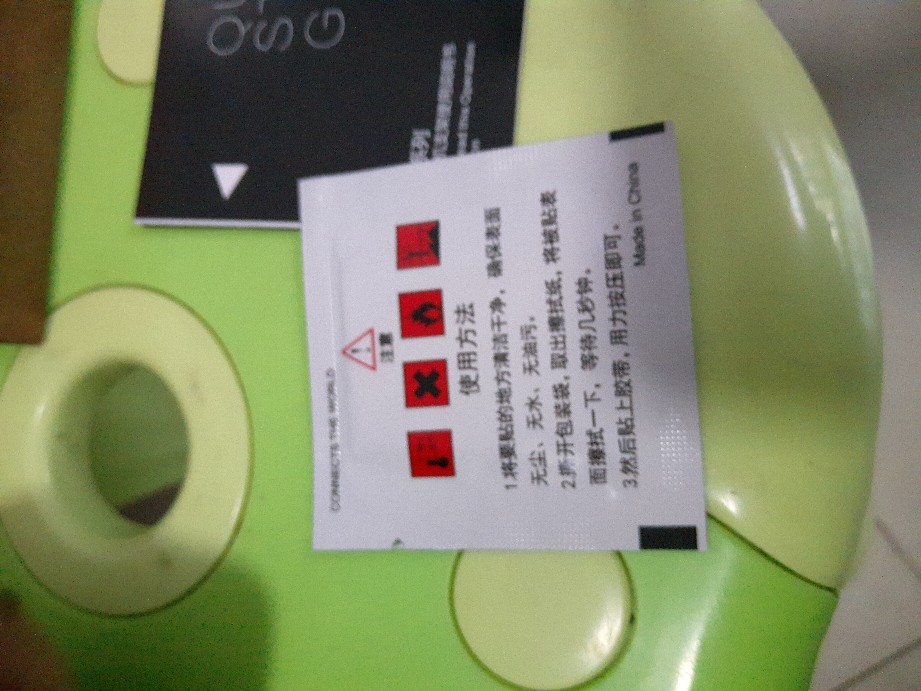 QU
S
G
系列
CONNECTS THE WORLD
注意
使用方法
1.将要贴的地方清洁干净，确保表面
无尘、无水、无油污。
2.撕开包装袋，取出擦拭纸，将被贴表
面擦拭一下，等待几秒钟。
3.然后贴上胶带，用力按压即可。
Made in China